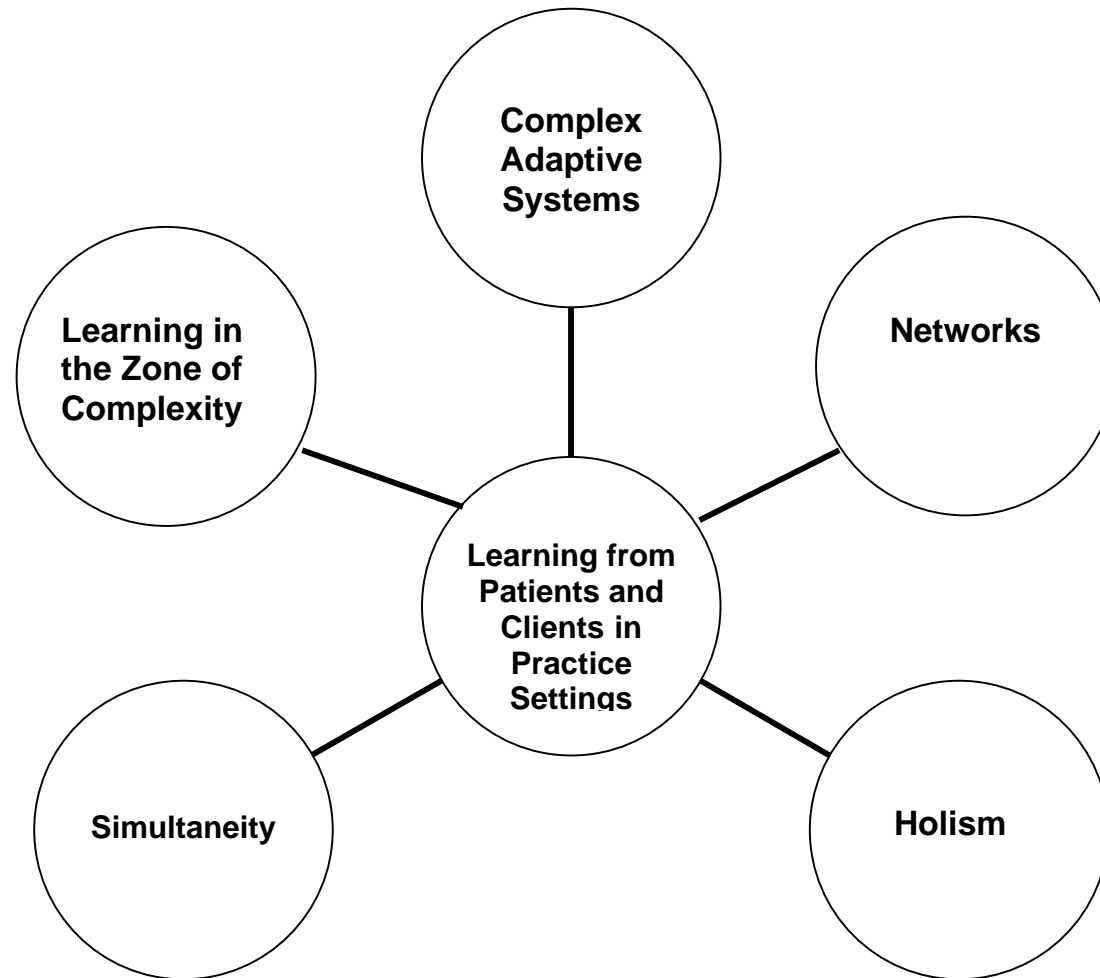 Complex
Adaptive
Systems
Learning in
the Zone of
Complexity
Networks
Learning from
Patients and
Clients in
Practice
Settings
Simultaneity
Holism